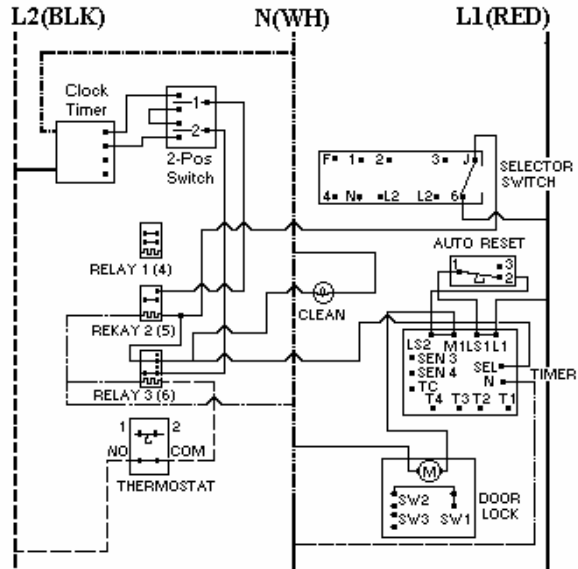 L2(BLK) N(WH) L1(RED)
Clock
Timer
1
2
2-Pos
Switch
F 1 2 3 J
4 N L2 L2 6
SELECTOR
SWITCH
RELAY 1 (4)
AUTO RESET
1 3
2
REKAY 2 (5)
CLEAN
LS2 M1 LS1 L1
SEN 3
SEN 4
TC
SEL
N
T4 T3 T2 T1
TIMER
RELAY 3 (6)
1 2
NO COM
THERMOSTAT
M
SW2
SW3 SW1
DOOR
LOCK